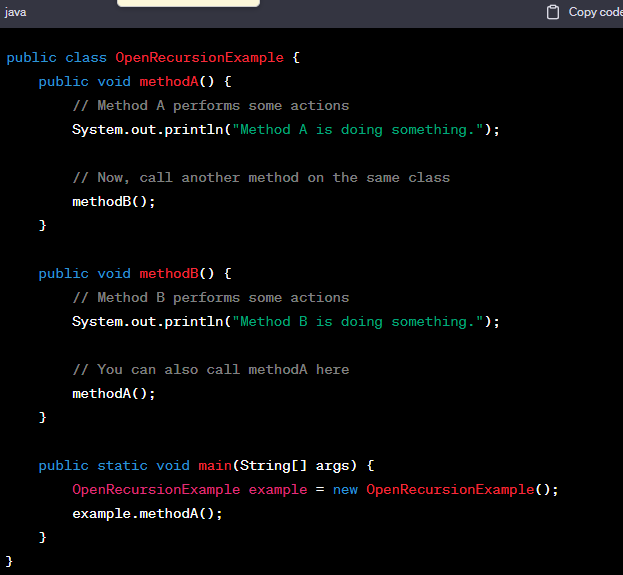 java
Copy code
public class OpenRecursionExample {
    public void methodA() {
        // Method A performs some actions
        System.out.println("Method A is doing something.");

        // Now, call another method on the same class
        methodB();
    }

    public void methodB() {
        // Method B performs some actions
        System.out.println("Method B is doing something.");

        // You can also call methodA here
        methodA();
    }

    public static void main(String[] args) {
        OpenRecursionExample example = new OpenRecursionExample();
        example.methodA();
    }
}